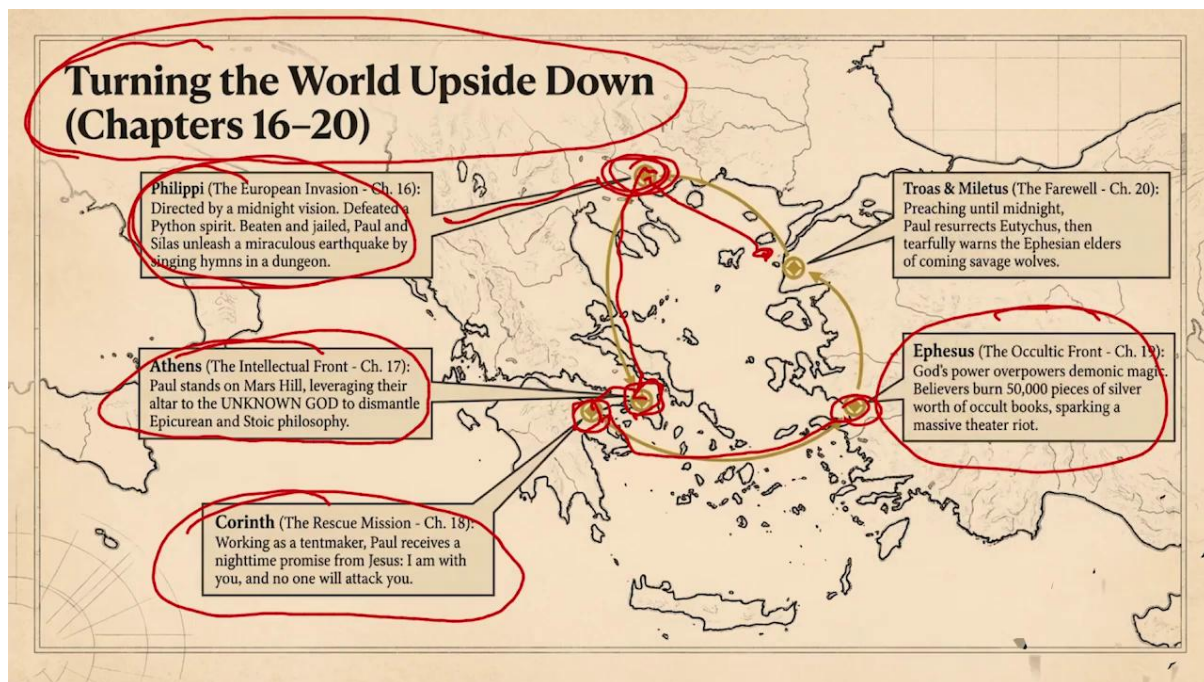 Turning the World Upside Down
(Chapters 16–20)
Philippi (The European Invasion - Ch. 16):
Directed by a midnight vision. Defeated a
Python spirit. Beaten and jailed, Paul and
Silas unleash a miraculous earthquake by
singing hymns in a dungeon.
Troas & Miletus (The Farewell - Ch. 20):
Preaching until midnight,
Paul resurrects Eutychus, then
tearfully warns the Ephesian elders
of coming savage wolves.
Athens (The Intellectual Front - Ch. 17):
Paul stands on Mars Hill, leveraging their
altar to the UNKNOWN GOD to dismantle
Epicurean and Stoic philosophy.
Ephesus (The Occultic Front - Ch. 19):
God's power overpowers demonic magic.
Believers burn 50,000 pieces of silver
worth of occult books, sparking a
massive theater riot.
Corinth (The Rescue Mission - Ch. 18):
Working as a tentmaker, Paul receives a
nighttime promise from Jesus: I am with
you, and no one will attack you.